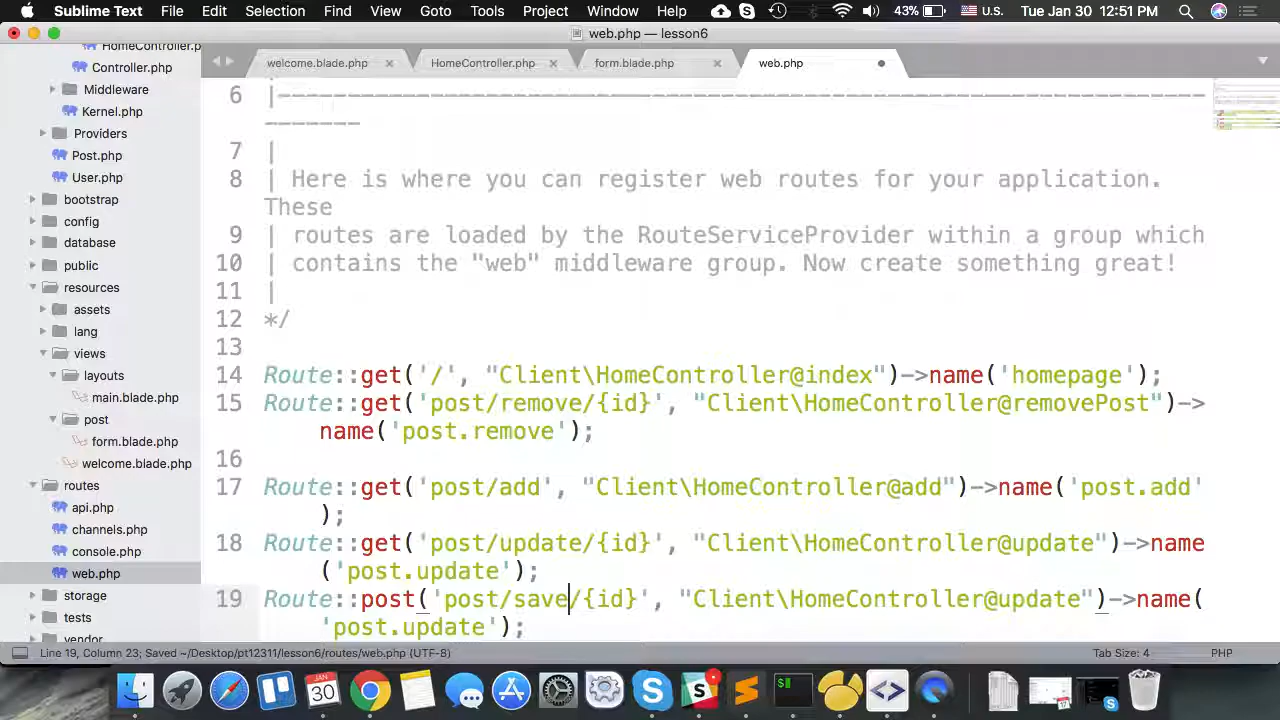 Sublime Text File Edit Selection Find View Goto Tools Project Window Help 43% U.S. Tue Jan 30 12:51 PM
web.php — lesson6
welcome.blade.php HomeController.php form.blade.php web.php
HomeController.php
Controller.php
Middleware
Kernel.php
Providers
Post.php
User.php
bootstrap
config
database
public
resources
assets
lang
views
layouts
main.blade.php
post
form.blade.php
welcome.blade.php
routes
api.php
channels.php
console.php
web.php
storage
tests
vendor
6 |--------------------------------------------------------------------
-------
7 |
8 | Here is where you can register web routes for your application.
These
9 | routes are loaded by the RouteServiceProvider within a group which
10 | contains the "web" middleware group. Now create something great!
11 |
12 */
13
14 Route::get('/', "Client\HomeController@index")->name('homepage');
15 Route::get('post/remove/{id}', "Client\HomeController@removePost")->
name('post.remove');
16
17 Route::get('post/add', "Client\HomeController@add")->name('post.add'
);
18 Route::get('post/update/{id}', "Client\HomeController@update")->name
('post.update');
19 Route::post('post/save/{id}', "Client\HomeController@update")->name(
'post.update');
Line 19, Column 23; Saved ~/Desktop/pt12311/lesson6/routes/web.php (UTF-8) Tab Size: 4 PHP
JAN
30
17